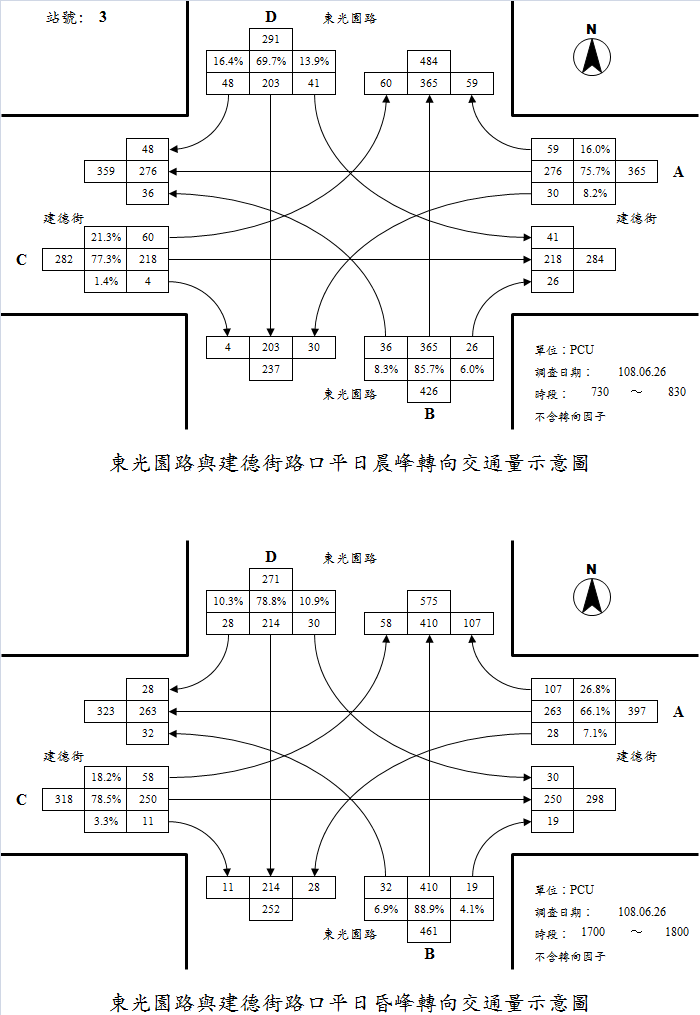 站號： 3
D 東光園路
N
291
16.4% 69.7% 13.9%
48 203 41
484
60 365 59
48
359 276
36
59 16.0%
276 75.7% 365
30 8.2%
A
建德街
建德街
C
21.3% 60
282 77.3% 218
1.4% 4
41
218 284
26
4 203 30
237
36 365 26
8.3% 85.7% 6.0%
426
東光園路
B
單位：PCU
調查日期： 108.06.26
時段： 730 ～ 830
不含轉向因子
東光園路與建德街路口平日晨峰轉向交通量示意圖
D 東光園路
N
271
10.3% 78.8% 10.9%
28 214 30
575
58 410 107
28
323 263
32
107 26.8%
263 66.1% 397
28 7.1%
A
建德街
建德街
C
18.2% 58
318 78.5% 250
3.3% 11
30
250 298
19
11 214 28
252
32 410 19
6.9% 88.9% 4.1%
461
東光園路
B
單位：PCU
調查日期： 108.06.26
時段： 1700 ～ 1800
不含轉向因子
東光園路與建德街路口平日昏峰轉向交通量示意圖